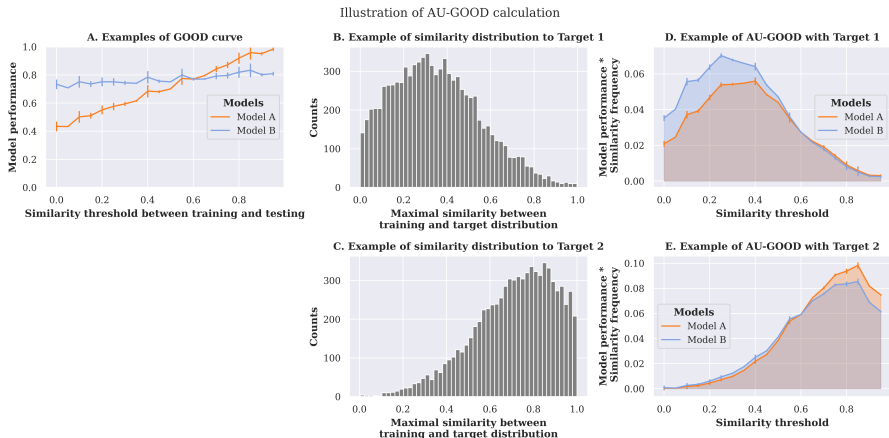 Illustration of AU-GOOD calculation
A. Examples of GOOD curve
Model performance
1.0
0.8
0.6
0.4
0.2
0.0
Models
Model A
Model B
0.0 0.2 0.4 0.6 0.8
Similarity threshold between training and testing
B. Example of similarity distribution to Target 1
Counts
300
200
100
0
0.0 0.2 0.4 0.6 0.8 1.0
Maximal similarity between
training and target distribution
D. Example of AU-GOOD with Target 1
Model performance *
Similarity frequency
0.06
0.04
0.02
0.00
Models
Model A
Model B
0.0 0.2 0.4 0.6 0.8
Similarity threshold
C. Example of similarity distribution to Target 2
Counts
300
200
100
0
0.0 0.2 0.4 0.6 0.8 1.0
Maximal similarity between
training and target distribution
E. Example of AU-GOOD with Target 2
Model performance *
Similarity frequency
0.10
0.08
0.06
0.04
0.02
0.00
Models
Model A
Model B
0.0 0.2 0.4 0.6 0.8
Similarity threshold